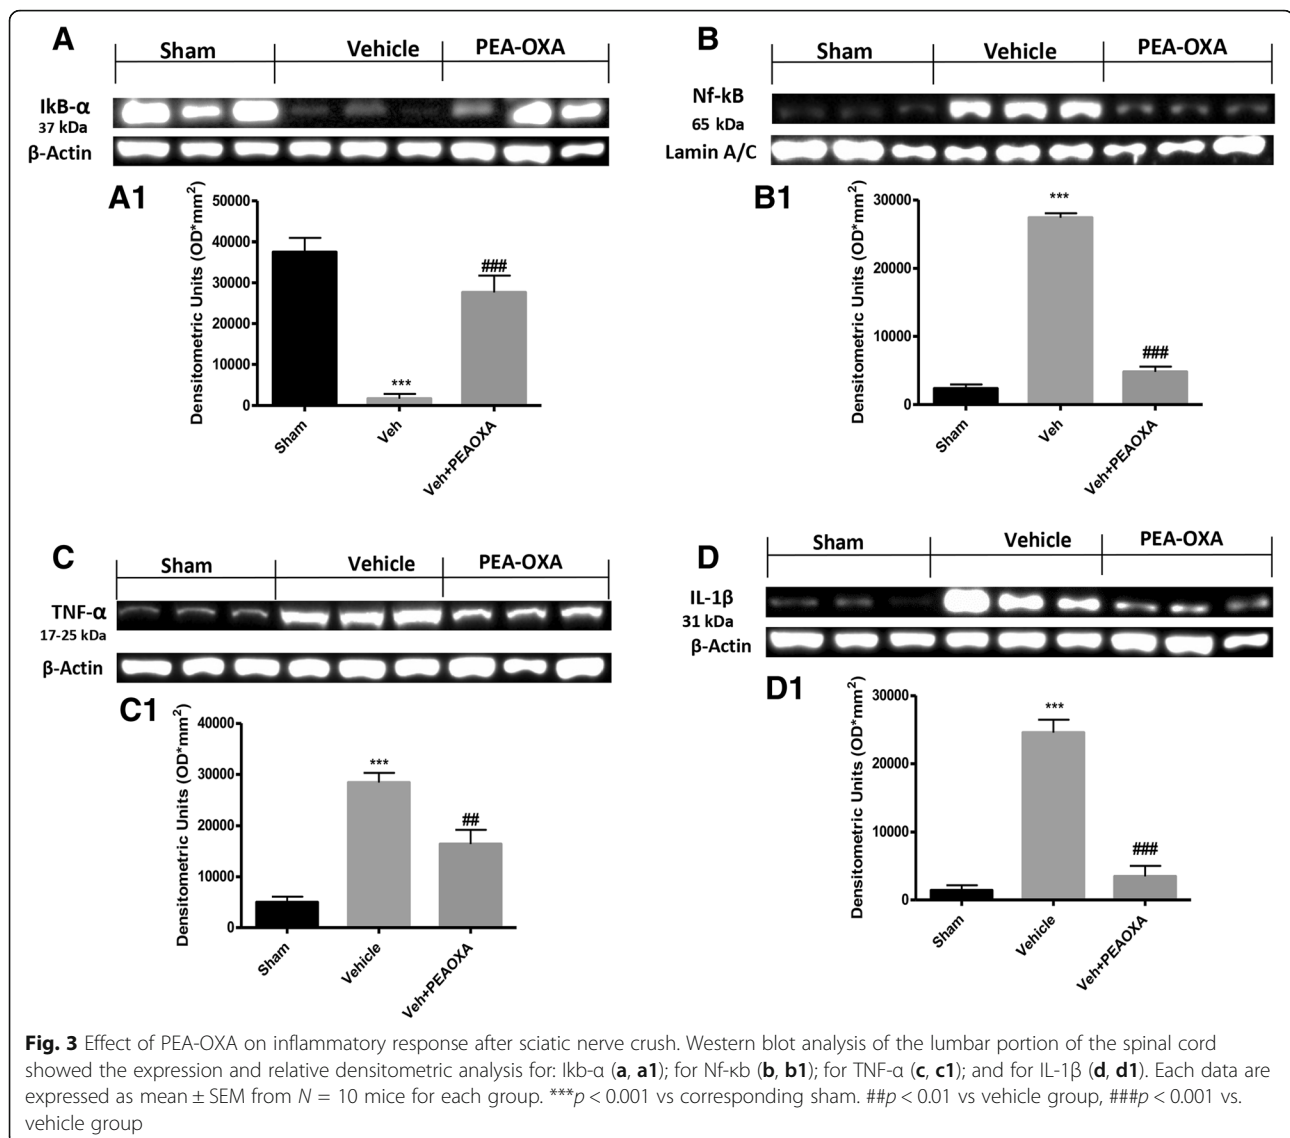 A
Sham
Vehicle
PEA-OXA
IkB-α
37 kDa
β-Actin
A1
Densitometric Units (OD*mm²)
50000
40000
30000
20000
10000
0
***
###
Sham
Veh
Veh+PEAOXA
B
Sham
Vehicle
PEA-OXA
Nf-kB
65 kDa
Lamin A/C
B1
Densitometric Units (OD*mm²)
30000
20000
10000
0
***
###
Sham
Veh
Veh+PEAOXA
C
Sham
Vehicle
PEA-OXA
TNF-α
17-25 kDa
β-Actin
C1
Densitometric Units (OD*mm²)
40000
30000
20000
10000
0
***
##
Sham
Vehicle
Veh+PEAOXA
D
Sham
Vehicle
PEA-OXA
IL-1β
31 kDa
β-Actin
D1
Densitometric Units (OD*mm²)
30000
20000
10000
0
***
###
Sham
Vehicle
Veh+PEAOXA
Fig. 3 Effect of PEA-OXA on inflammatory response after sciatic nerve crush. Western blot analysis of the lumbar portion of the spinal cord
showed the expression and relative densitometric analysis for: Ikb-α (a, a1); for Nf-κb (b, b1); for TNF-α (c, c1); and for IL-1β (d, d1). Each data are
expressed as mean ± SEM from N = 10 mice for each group. ***p < 0.001 vs corresponding sham. ##p < 0.01 vs vehicle group, ###p < 0.001 vs.
vehicle group